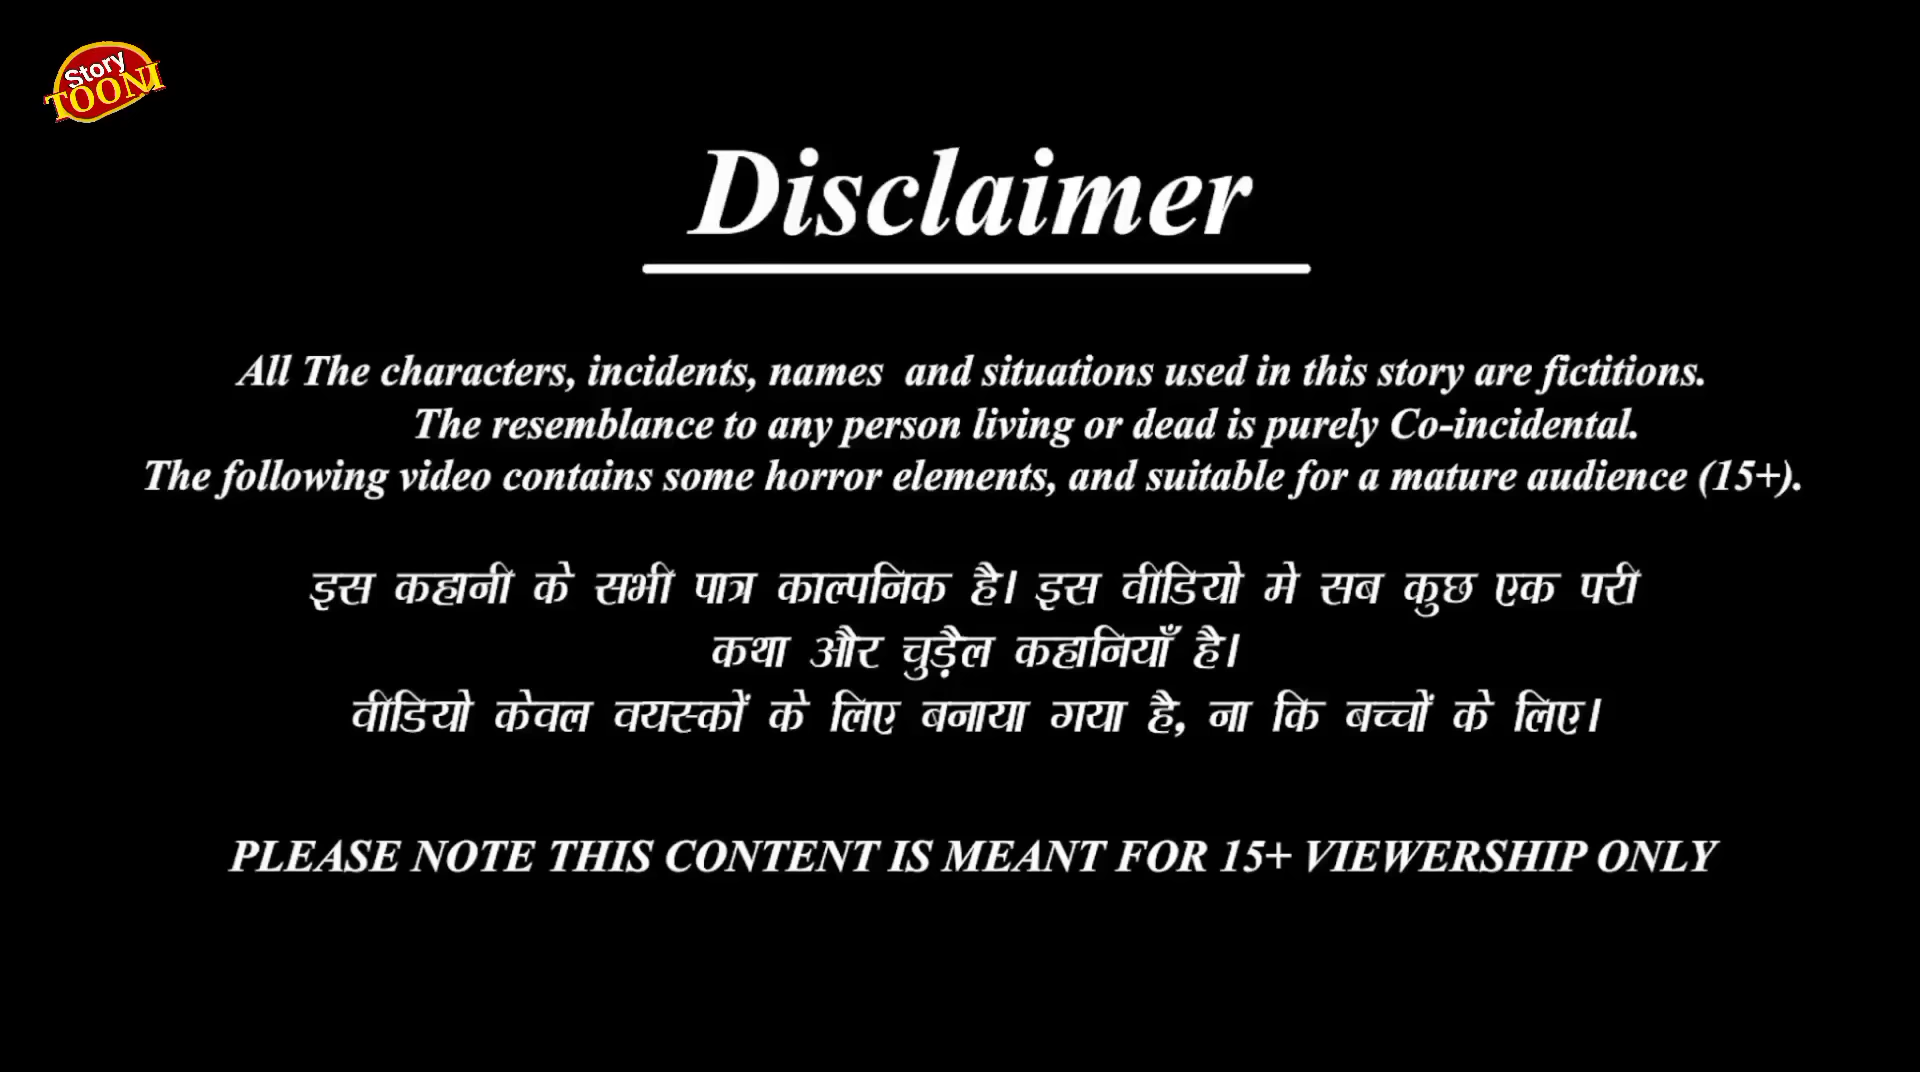 Story
TOONI
Disclaimer
All The characters, incidents, names and situations used in this story are fictitions.
The resemblance to any person living or dead is purely Co-incidental.
The following video contains some horror elements, and suitable for a mature audience (15+).
इस कहानी के सभी पात्र काल्पनिक है। इस वीडियो मे सब कुछ एक परी
कथा और चुड़ैल कहानियाँ है।
वीडियो केवल वयस्कों के लिए बनाया गया है, ना कि बच्चों के लिए।
PLEASE NOTE THIS CONTENT IS MEANT FOR 15+ VIEWERSHIP ONLY